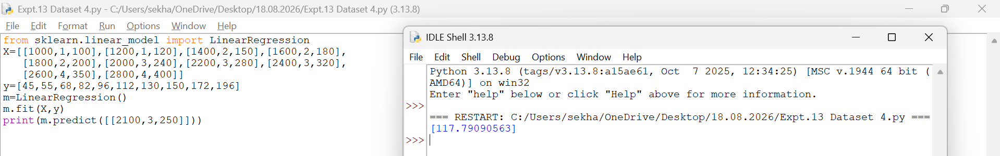 Expt.13 Dataset 4.py - C:/Users/sekha/OneDrive/Desktop/18.08.2026/Expt.13 Dataset 4.py (3.13.8)
File Edit Format Run Options Window Help
from sklearn.linear_model import LinearRegression
X=[[1000,1,100],[1200,1,120],[1400,2,150],[1600,2,180],
[1800,2,200],[2000,3,240],[2200,3,280],[2400,3,320],
[2600,4,350],[2800,4,400]]
y=[45,55,68,82,96,112,130,150,172,196]
m=LinearRegression()
m.fit(X,y)
print(m.predict([[2100,3,250]]))
IDLE Shell 3.13.8
File Edit Shell Debug Options Window Help
Python 3.13.8 (tags/v3.13.8:a15ae61, Oct 7 2025, 12:34:25) [MSC v.1944 64 bit (
AMD64)] on win32
Enter "help" below or click "Help" above for more information.
>>>
=== RESTART: C:/Users/sekha/OneDrive/Desktop/18.08.2026/Expt.13 Dataset 4.py ===
[117.79090563]
>>>